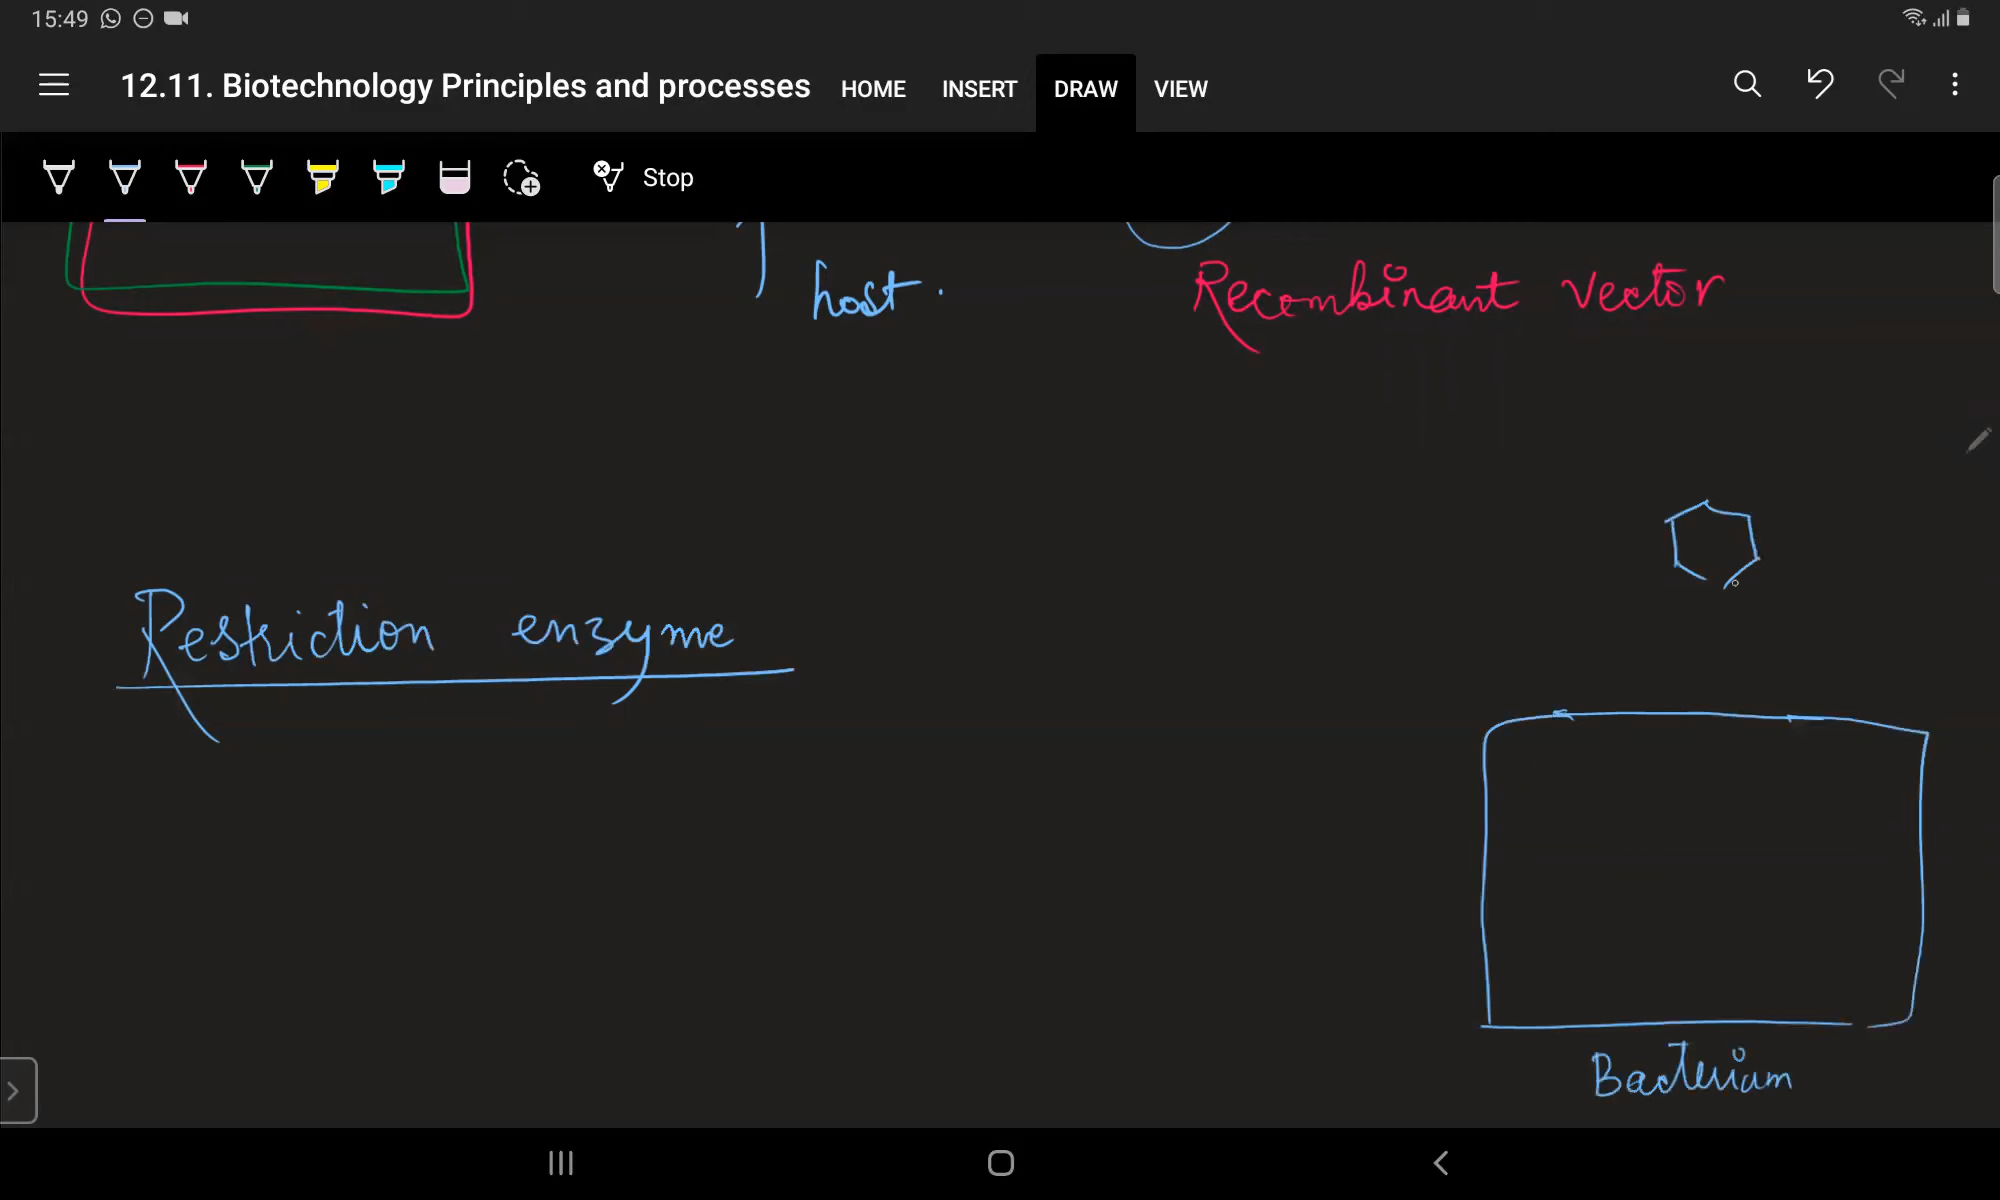 15:49
12.11. Biotechnology Principles and processes HOME INSERT DRAW VIEW
Stop
host.
Recombinant vector
Restriction enzyme
Bacterium